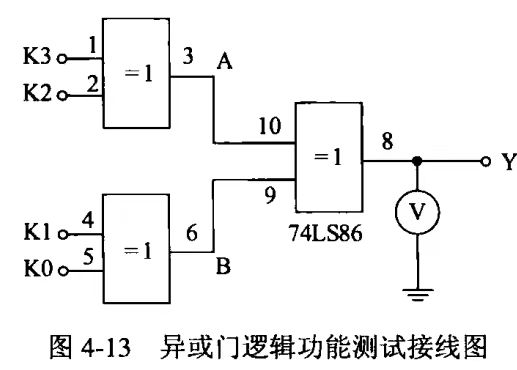 K3 1 =1 3 A
K2 2
10 =1 8 Y
9
V
K1 4 =1 6 B
K0 5
74LS86
图 4-13 异或门逻辑功能测试接线图